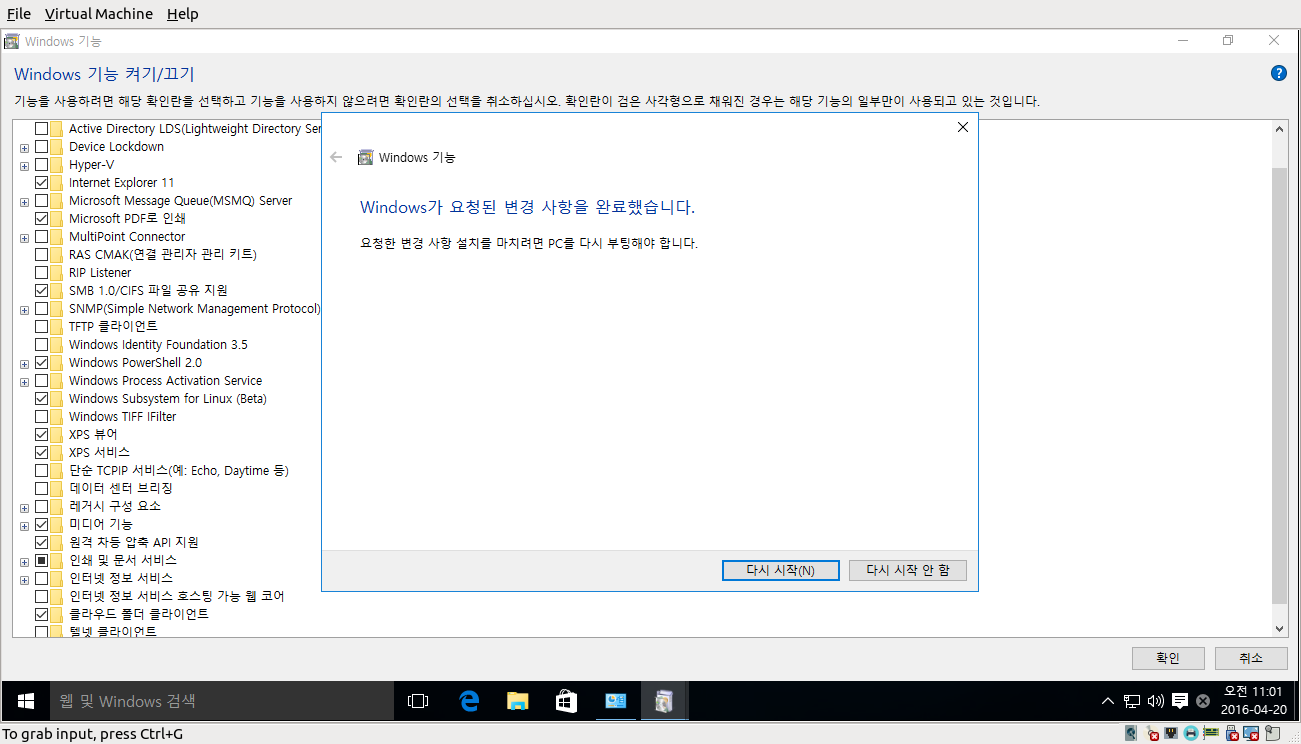 File Virtual Machine Help
Windows 기능
Windows 기능 켜기/끄기
기능을 사용하려면 해당 확인란을 선택하고 기능을 사용하지 않으려면 확인란의 선택을 취소하십시오. 확인란이 검은 사각형으로 채워진 경우는 해당 기능의 일부만이 사용되고 있는 것입니다.
Active Directory LDS(Lightweight Directory Ser
Device Lockdown
Hyper-V
Internet Explorer 11
Microsoft Message Queue(MSMQ) Server
Microsoft PDF로 인쇄
MultiPoint Connector
RAS CMAK(연결 관리자 관리 키트)
RIP Listener
SMB 1.0/CIFS 파일 공유 지원
SNMP(Simple Network Management Protocol)
TFTP 클라이언트
Windows Identity Foundation 3.5
Windows PowerShell 2.0
Windows Process Activation Service
Windows Subsystem for Linux (Beta)
Windows TIFF IFilter
XPS 뷰어
XPS 서비스
단순 TCPIP 서비스(예: Echo, Daytime 등)
데이터 센터 브리징
레거시 구성 요소
미디어 기능
원격 차등 압축 API 지원
인쇄 및 문서 서비스
인터넷 정보 서비스
인터넷 정보 서비스 호스팅 가능 웹 코어
클라우드 폴더 클라이언트
텔넷 클라이언트
Windows 기능
Windows가 요청된 변경 사항을 완료했습니다.
요청한 변경 사항 설치를 마치려면 PC를 다시 부팅해야 합니다.
다시 시작(N) 다시 시작 안 함
확인 취소
웹 및 Windows 검색
오전 11:01
2016-04-20
To grab input, press Ctrl+G